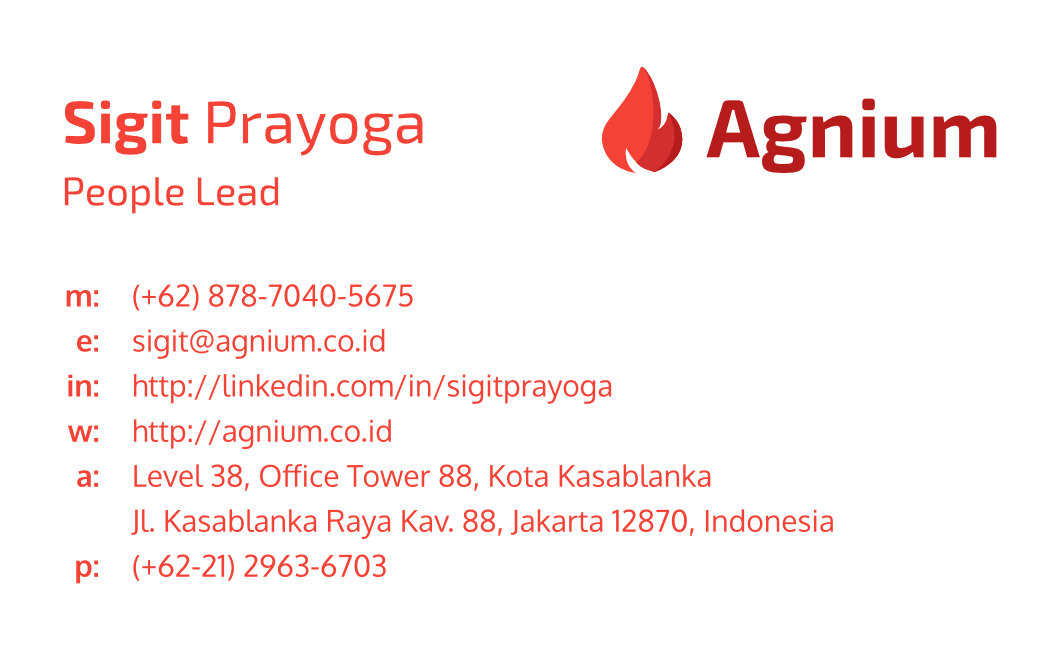 Sigit Prayoga
Agnium
People Lead
m: (+62) 878-7040-5675
e: sigit@agnium.co.id
in: http://linkedin.com/in/sigitprayoga
w: http://agnium.co.id
a: Level 38, Office Tower 88, Kota Kasablanka
Jl. Kasablanka Raya Kav. 88, Jakarta 12870, Indonesia
p: (+62-21) 2963-6703